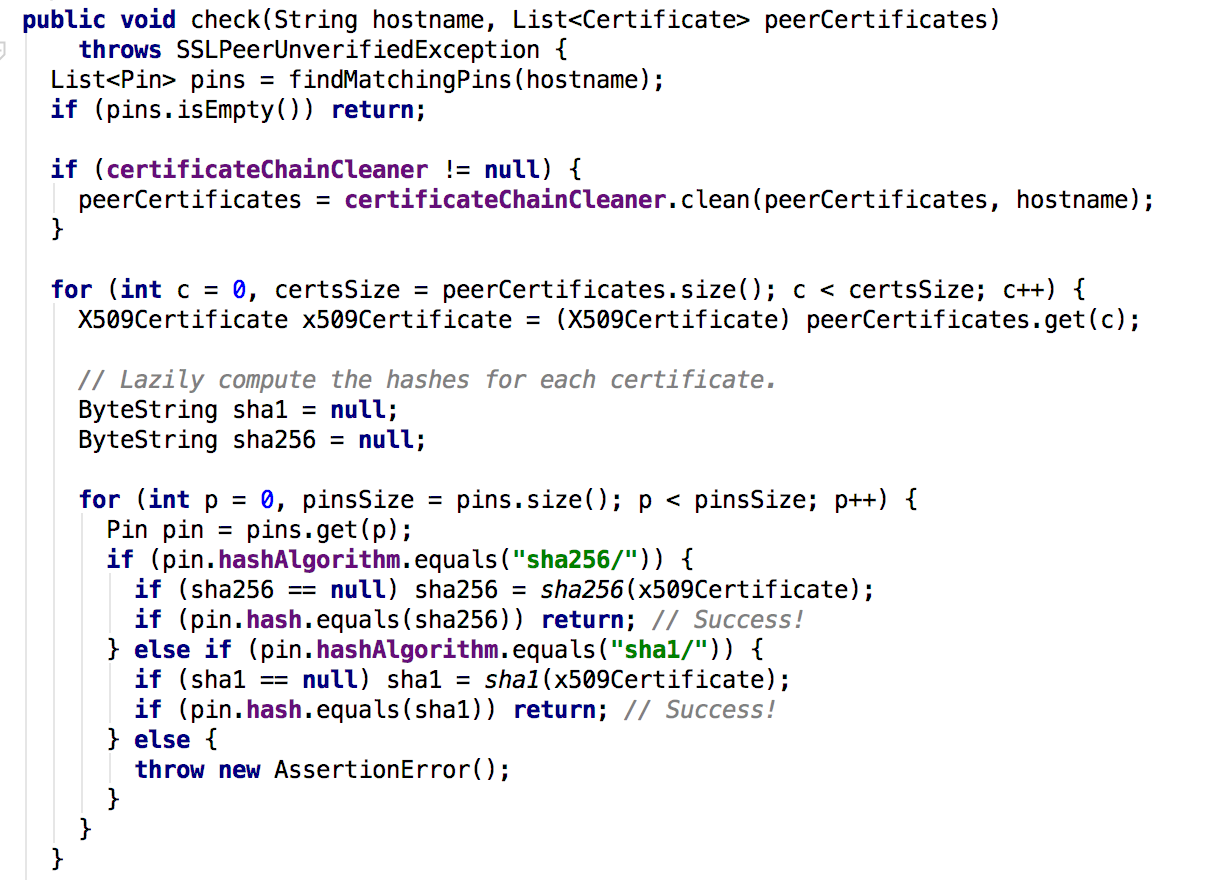 public void check(String hostname, List<Certificate> peerCertificates)
    throws SSLPeerUnverifiedException {
  List<Pin> pins = findMatchingPins(hostname);
  if (pins.isEmpty()) return;

  if (certificateChainCleaner != null) {
    peerCertificates = certificateChainCleaner.clean(peerCertificates, hostname);
  }

  for (int c = 0, certsSize = peerCertificates.size(); c < certsSize; c++) {
    X509Certificate x509Certificate = (X509Certificate) peerCertificates.get(c);

    // Lazily compute the hashes for each certificate.
    ByteString sha1 = null;
    ByteString sha256 = null;

    for (int p = 0, pinsSize = pins.size(); p < pinsSize; p++) {
      Pin pin = pins.get(p);
      if (pin.hashAlgorithm.equals("sha256/")) {
        if (sha256 == null) sha256 = sha256(x509Certificate);
        if (pin.hash.equals(sha256)) return; // Success!
      } else if (pin.hashAlgorithm.equals("sha1/")) {
        if (sha1 == null) sha1 = sha1(x509Certificate);
        if (pin.hash.equals(sha1)) return; // Success!
      } else {
        throw new AssertionError();
      }
    }
  }